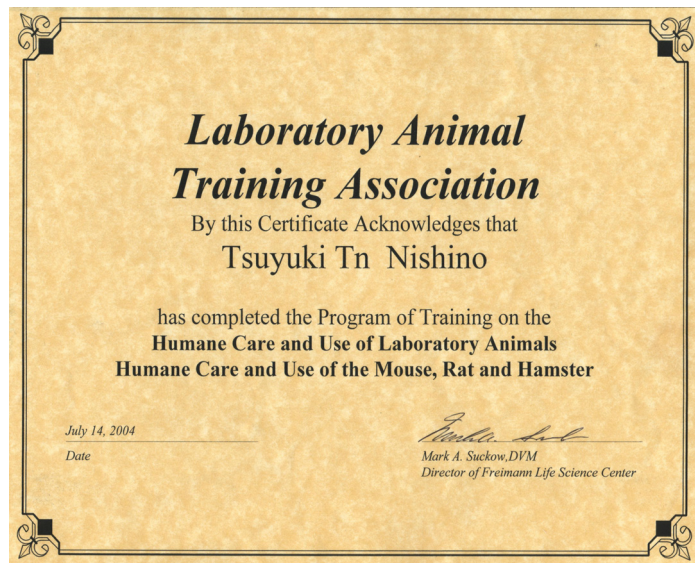 Laboratory Animal
Training Association
By this Certificate Acknowledges that
Tsuyuki Tn Nishino
has completed the Program of Training on the
Humane Care and Use of Laboratory Animals
Humane Care and Use of the Mouse, Rat and Hamster
July 14, 2004
Date
Mark A. Suckow,DVM
Director of Freimann Life Science Center